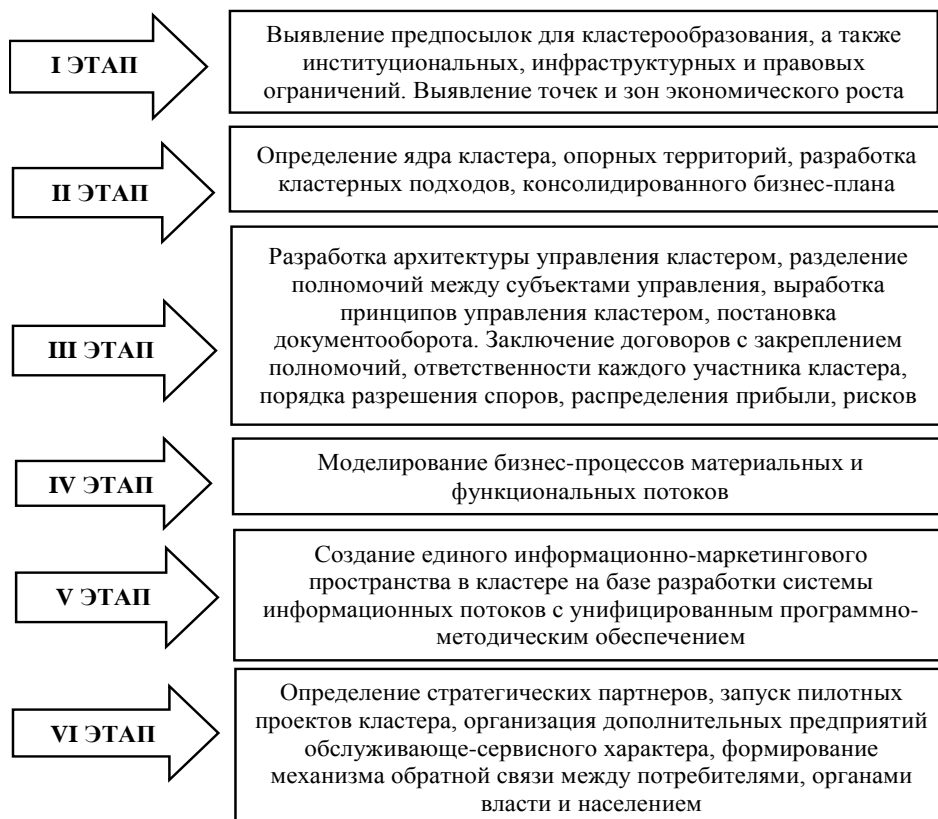 I ЭТАП
Выявление предпосылок для кластерообразования, а также
институциональных, инфраструктурных и правовых
ограничений. Выявление точек и зон экономического роста
II ЭТАП
Определение ядра кластера, опорных территорий, разработка
кластерных подходов, консолидированного бизнес-плана
III ЭТАП
Разработка архитектуры управления кластером, разделение
полномочий между субъектами управления, выработка
принципов управления кластером, постановка
документооборота. Заключение договоров с закреплением
полномочий, ответственности каждого участника кластера,
порядка разрешения споров, распределения прибыли, рисков
IV ЭТАП
Моделирование бизнес-процессов материальных и
функциональных потоков
V ЭТАП
Создание единого информационно-маркетингового
пространства в кластере на базе разработки системы
информационных потоков с унифицированным программно-
методическим обеспечением
VI ЭТАП
Определение стратегических партнеров, запуск пилотных
проектов кластера, организация дополнительных предприятий
обслуживающе-сервисного характера, формирование
механизма обратной связи между потребителями, органами
власти и населением